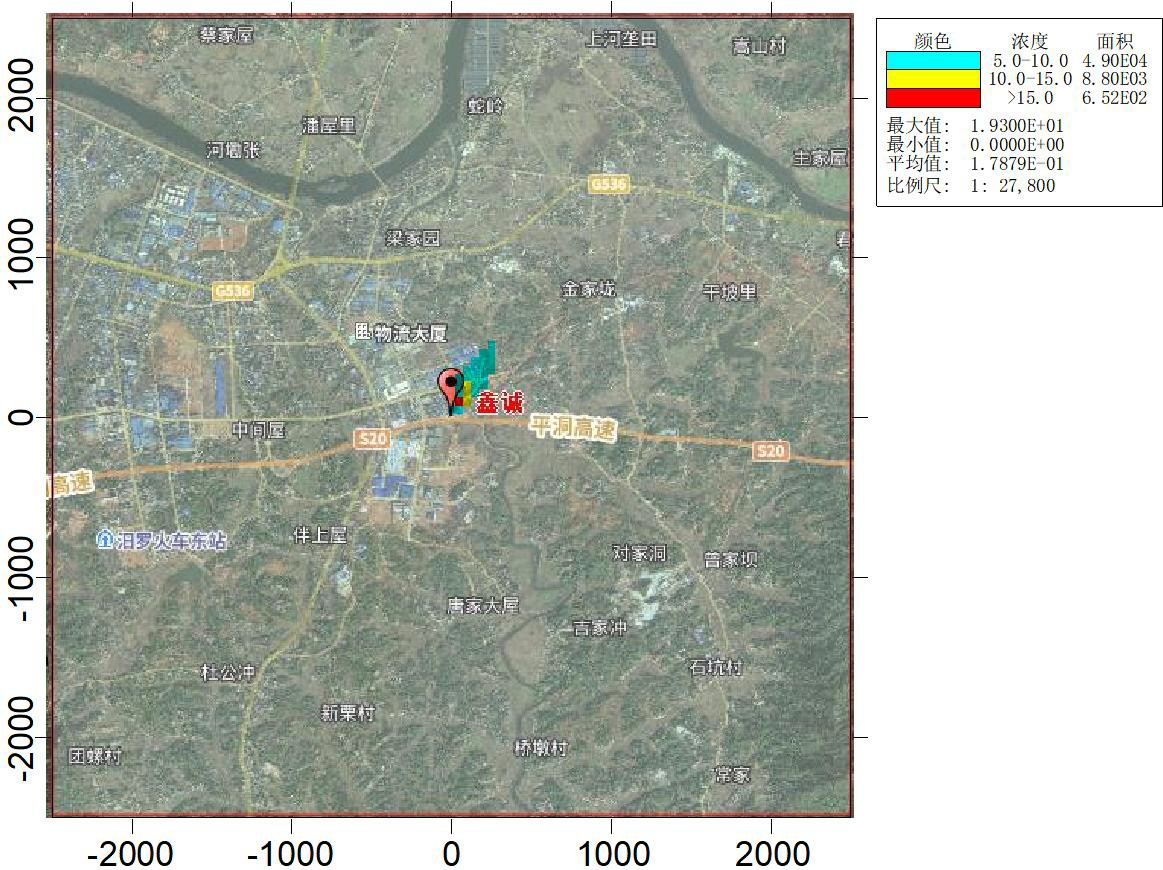 蔡家屋
上河垄田
嵩山村
颜色 浓度 面积
5.0-10.0 4.90E04
10.0-15.0 8.80E03
>15.0 6.52E02
最大值: 1.9300E+01
最小值: 0.0000E+00
平均值: 1.7879E-01
比例尺: 1: 27,800
2000
蛇岭
潘屋里
河墈张
圭家屋
G536
1000
梁家园
G536
金家垅
干坡里
物流大厦
0
鑫诚
中间屋
S20
平洞高速
S20
高速
汨罗火车东站
伴上屋
对家洞
曾家坝
-1000
唐家大屋
吉家冲
杜公冲
石坑村
新栗村
-2000
团螺村
桥墩村
常家
-2000 -1000 0 1000 2000